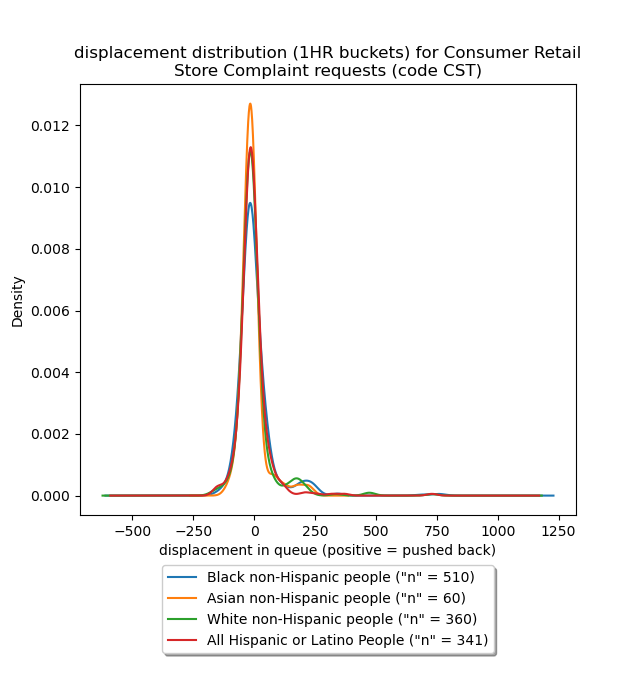 displacement distribution (1HR buckets) for Consumer Retail
Store Complaint requests (code CST)
0.012
0.010
0.008
0.006
0.004
0.002
0.000
Density
−500
−250
0
250
500
750
1000
1250
displacement in queue (positive = pushed back)
Black non-Hispanic people ("n" = 510)
Asian non-Hispanic people ("n" = 60)
White non-Hispanic people ("n" = 360)
All Hispanic or Latino People ("n" = 341)